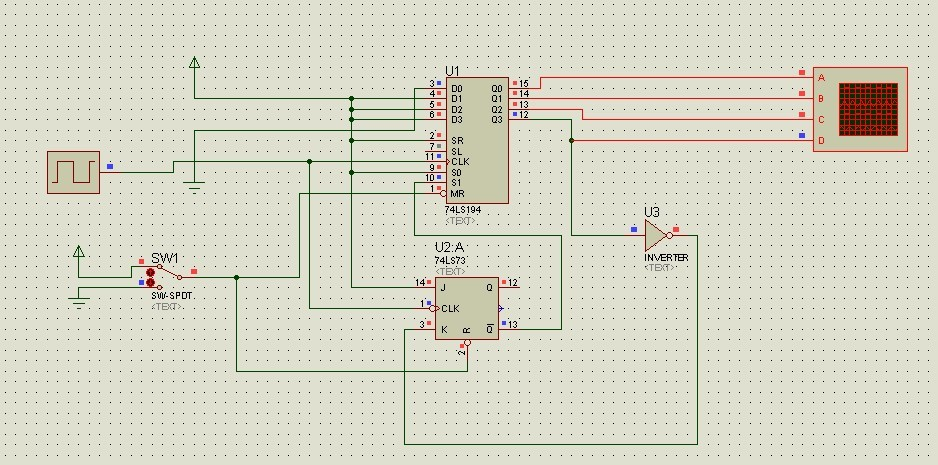 U1
3 D0 Q0 15
4 D1 Q1 14
5 D2 Q2 13
6 D3 Q3 12
2 SR
7 SL
11 CLK
9 S0
10 S1
1 MR
74LS194
<TEXT>
A
B
C
D
SW1
SW-SPDT
<TEXT>
U3
INVERTER
<TEXT>
U2:A
74LS73
<TEXT>
14 J Q 12
1 CLK
3 K Q 13
R
2